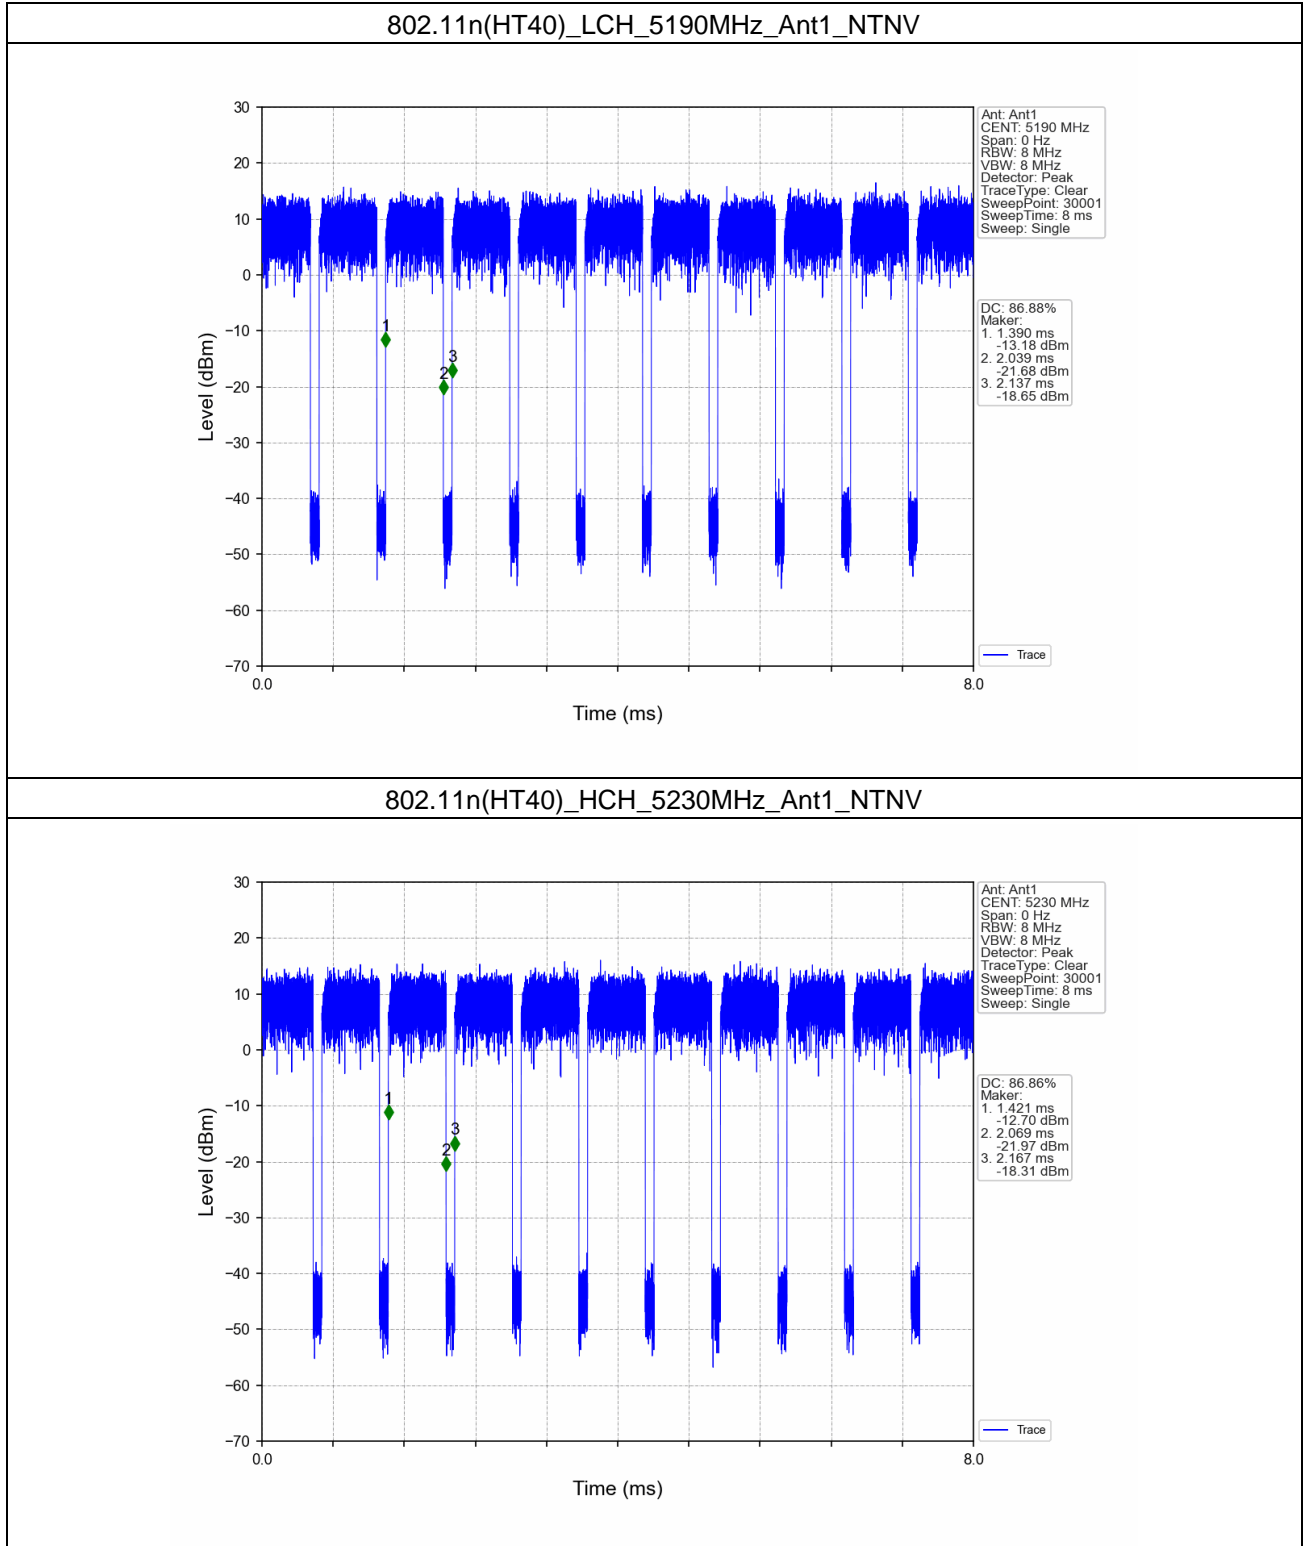 802.11n(HT40)_LCH_5190MHz_Ant1_NTNV
30
20
10
0
−10
−20
−30
−40
−50
−60
−70
Level (dBm)
1
2
3
0.0
8.0
Time (ms)
Ant: Ant1
CENT: 5190 MHz
Span: 0 Hz
RBW: 8 MHz
VBW: 8 MHz
Detector: Peak
TraceType: Clear
SweepPoint: 30001
SweepTime: 8 ms
Sweep: Single
DC: 86.88%
Maker:
1. 1.390 ms
-13.18 dBm
2. 2.039 ms
-21.68 dBm
3. 2.137 ms
-18.65 dBm
Trace
802.11n(HT40)_HCH_5230MHz_Ant1_NTNV
30
20
10
0
−10
−20
−30
−40
−50
−60
−70
Level (dBm)
1
2
3
0.0
8.0
Time (ms)
Ant: Ant1
CENT: 5230 MHz
Span: 0 Hz
RBW: 8 MHz
VBW: 8 MHz
Detector: Peak
TraceType: Clear
SweepPoint: 30001
SweepTime: 8 ms
Sweep: Single
DC: 86.86%
Maker:
1. 1.421 ms
-12.70 dBm
2. 2.069 ms
-21.97 dBm
3. 2.167 ms
-18.31 dBm
Trace